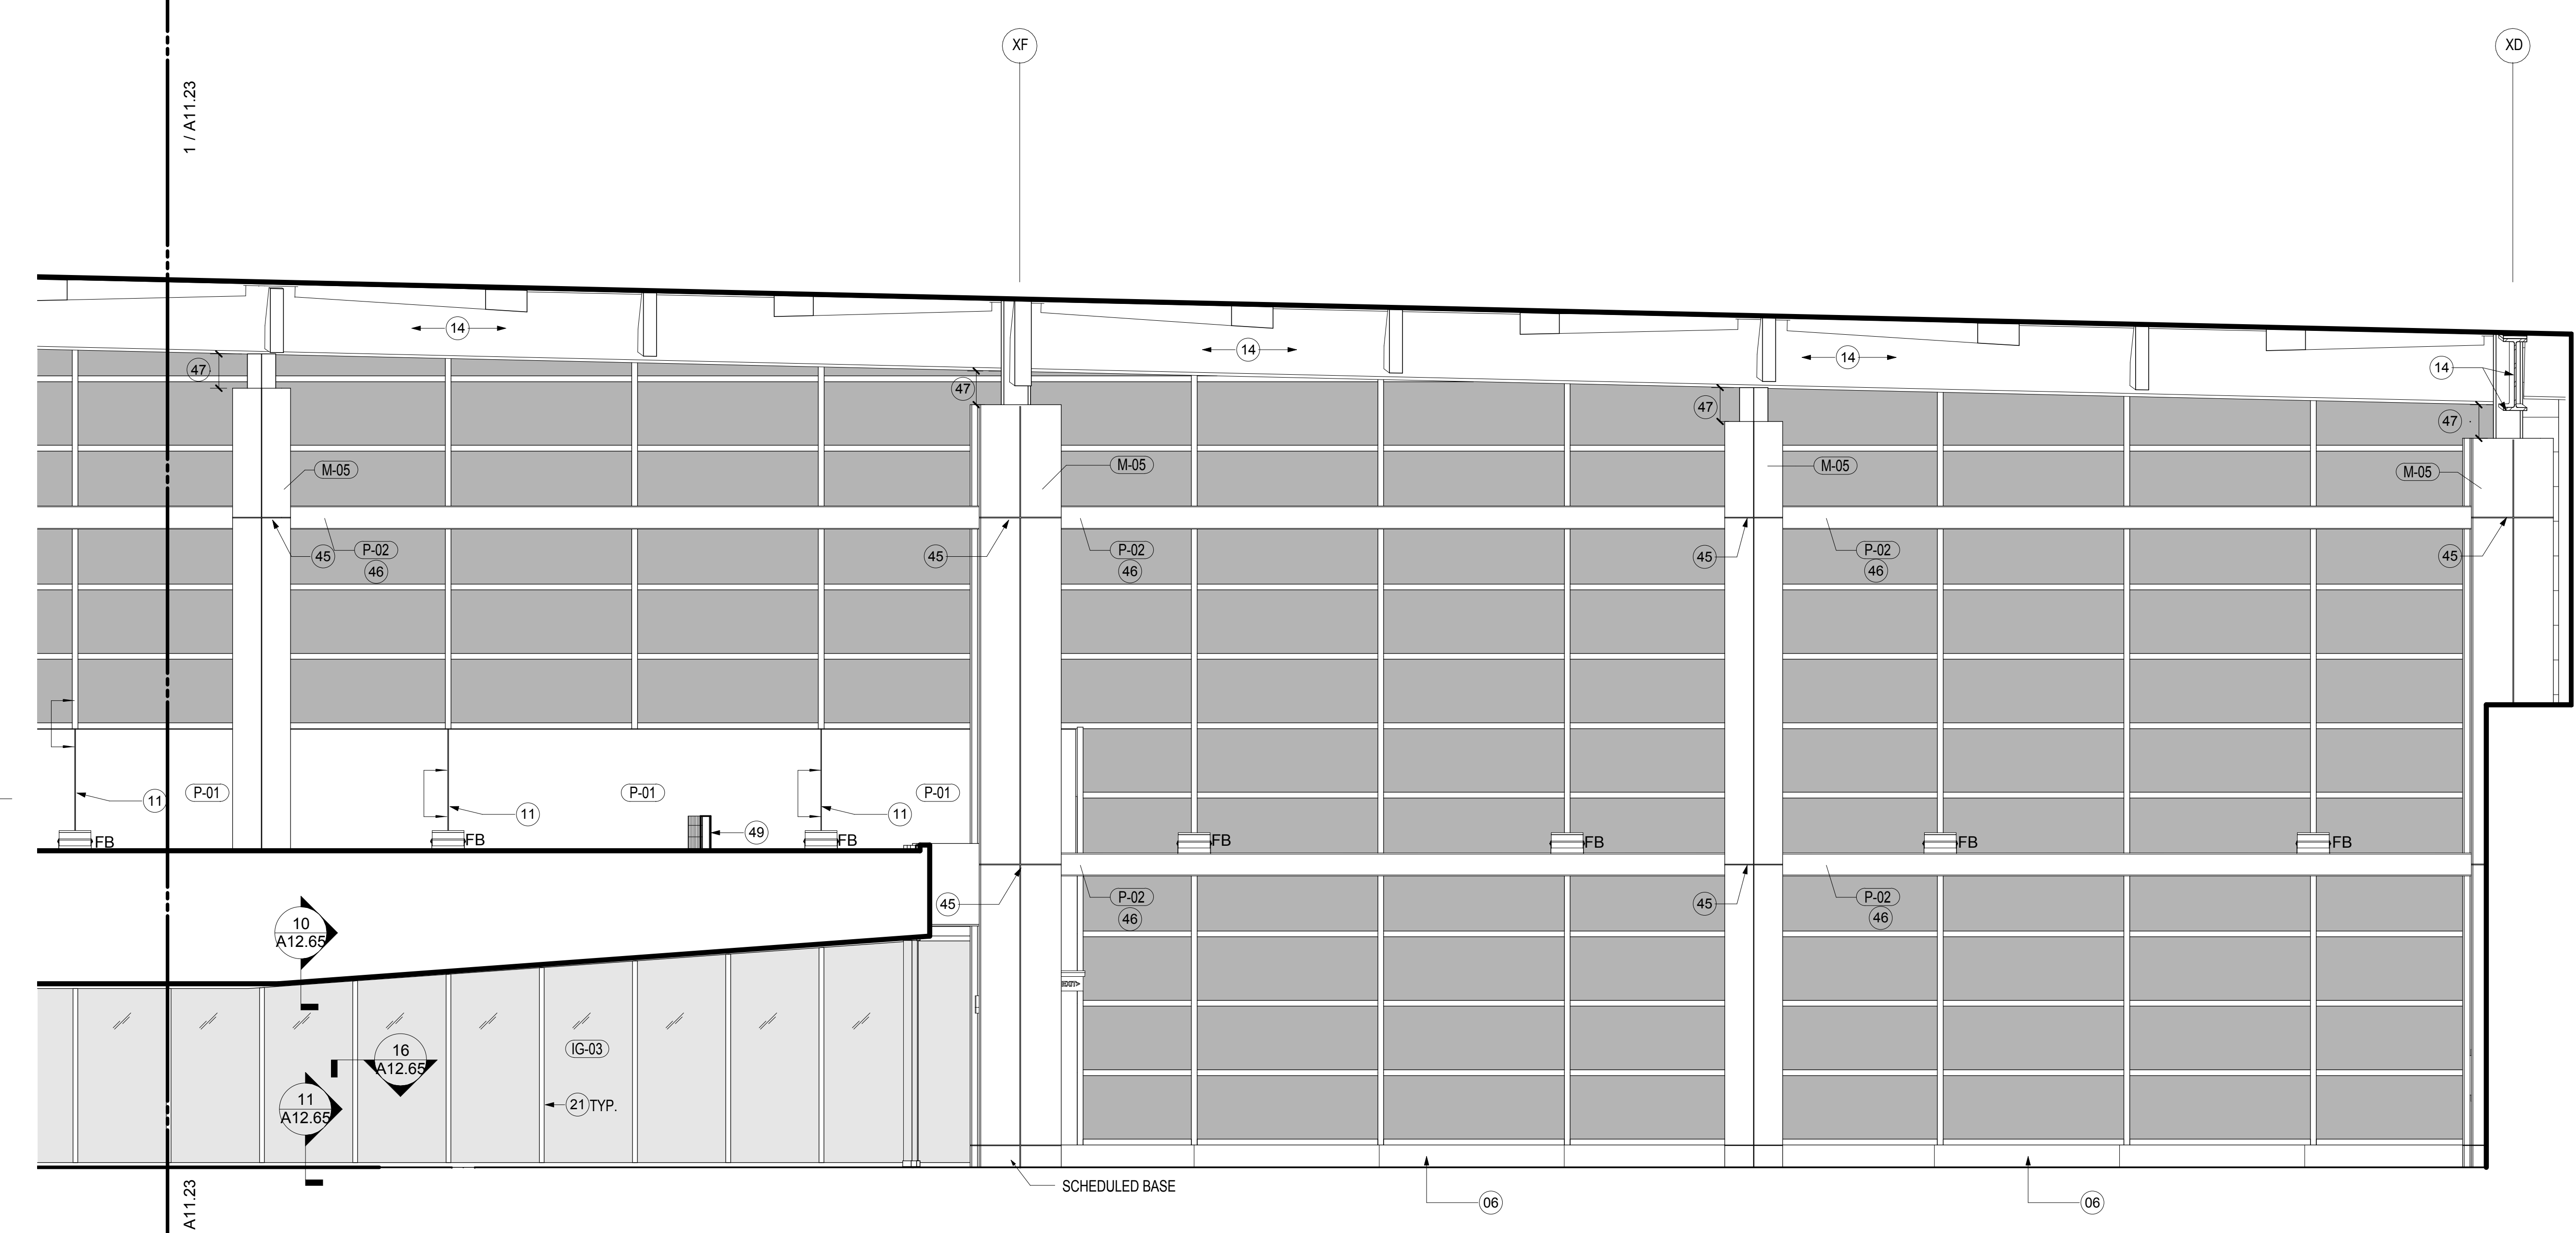 XF
XD
1 / A11.23
14
14
14
14
47
47
47
47
M-05
M-05
M-05
M-05
45
P-02
46
45
P-02
46
45
P-02
46
45
11
P-01
11
P-01
49
11
P-01
FB
FB
FB
FB
FB
FB
FB
45
P-02
46
45
P-02
46
10
A12.65
EXIT
16
A12.65
IG-03
11
A12.65
21 TYP.
SCHEDULED BASE
06
06
A11.23